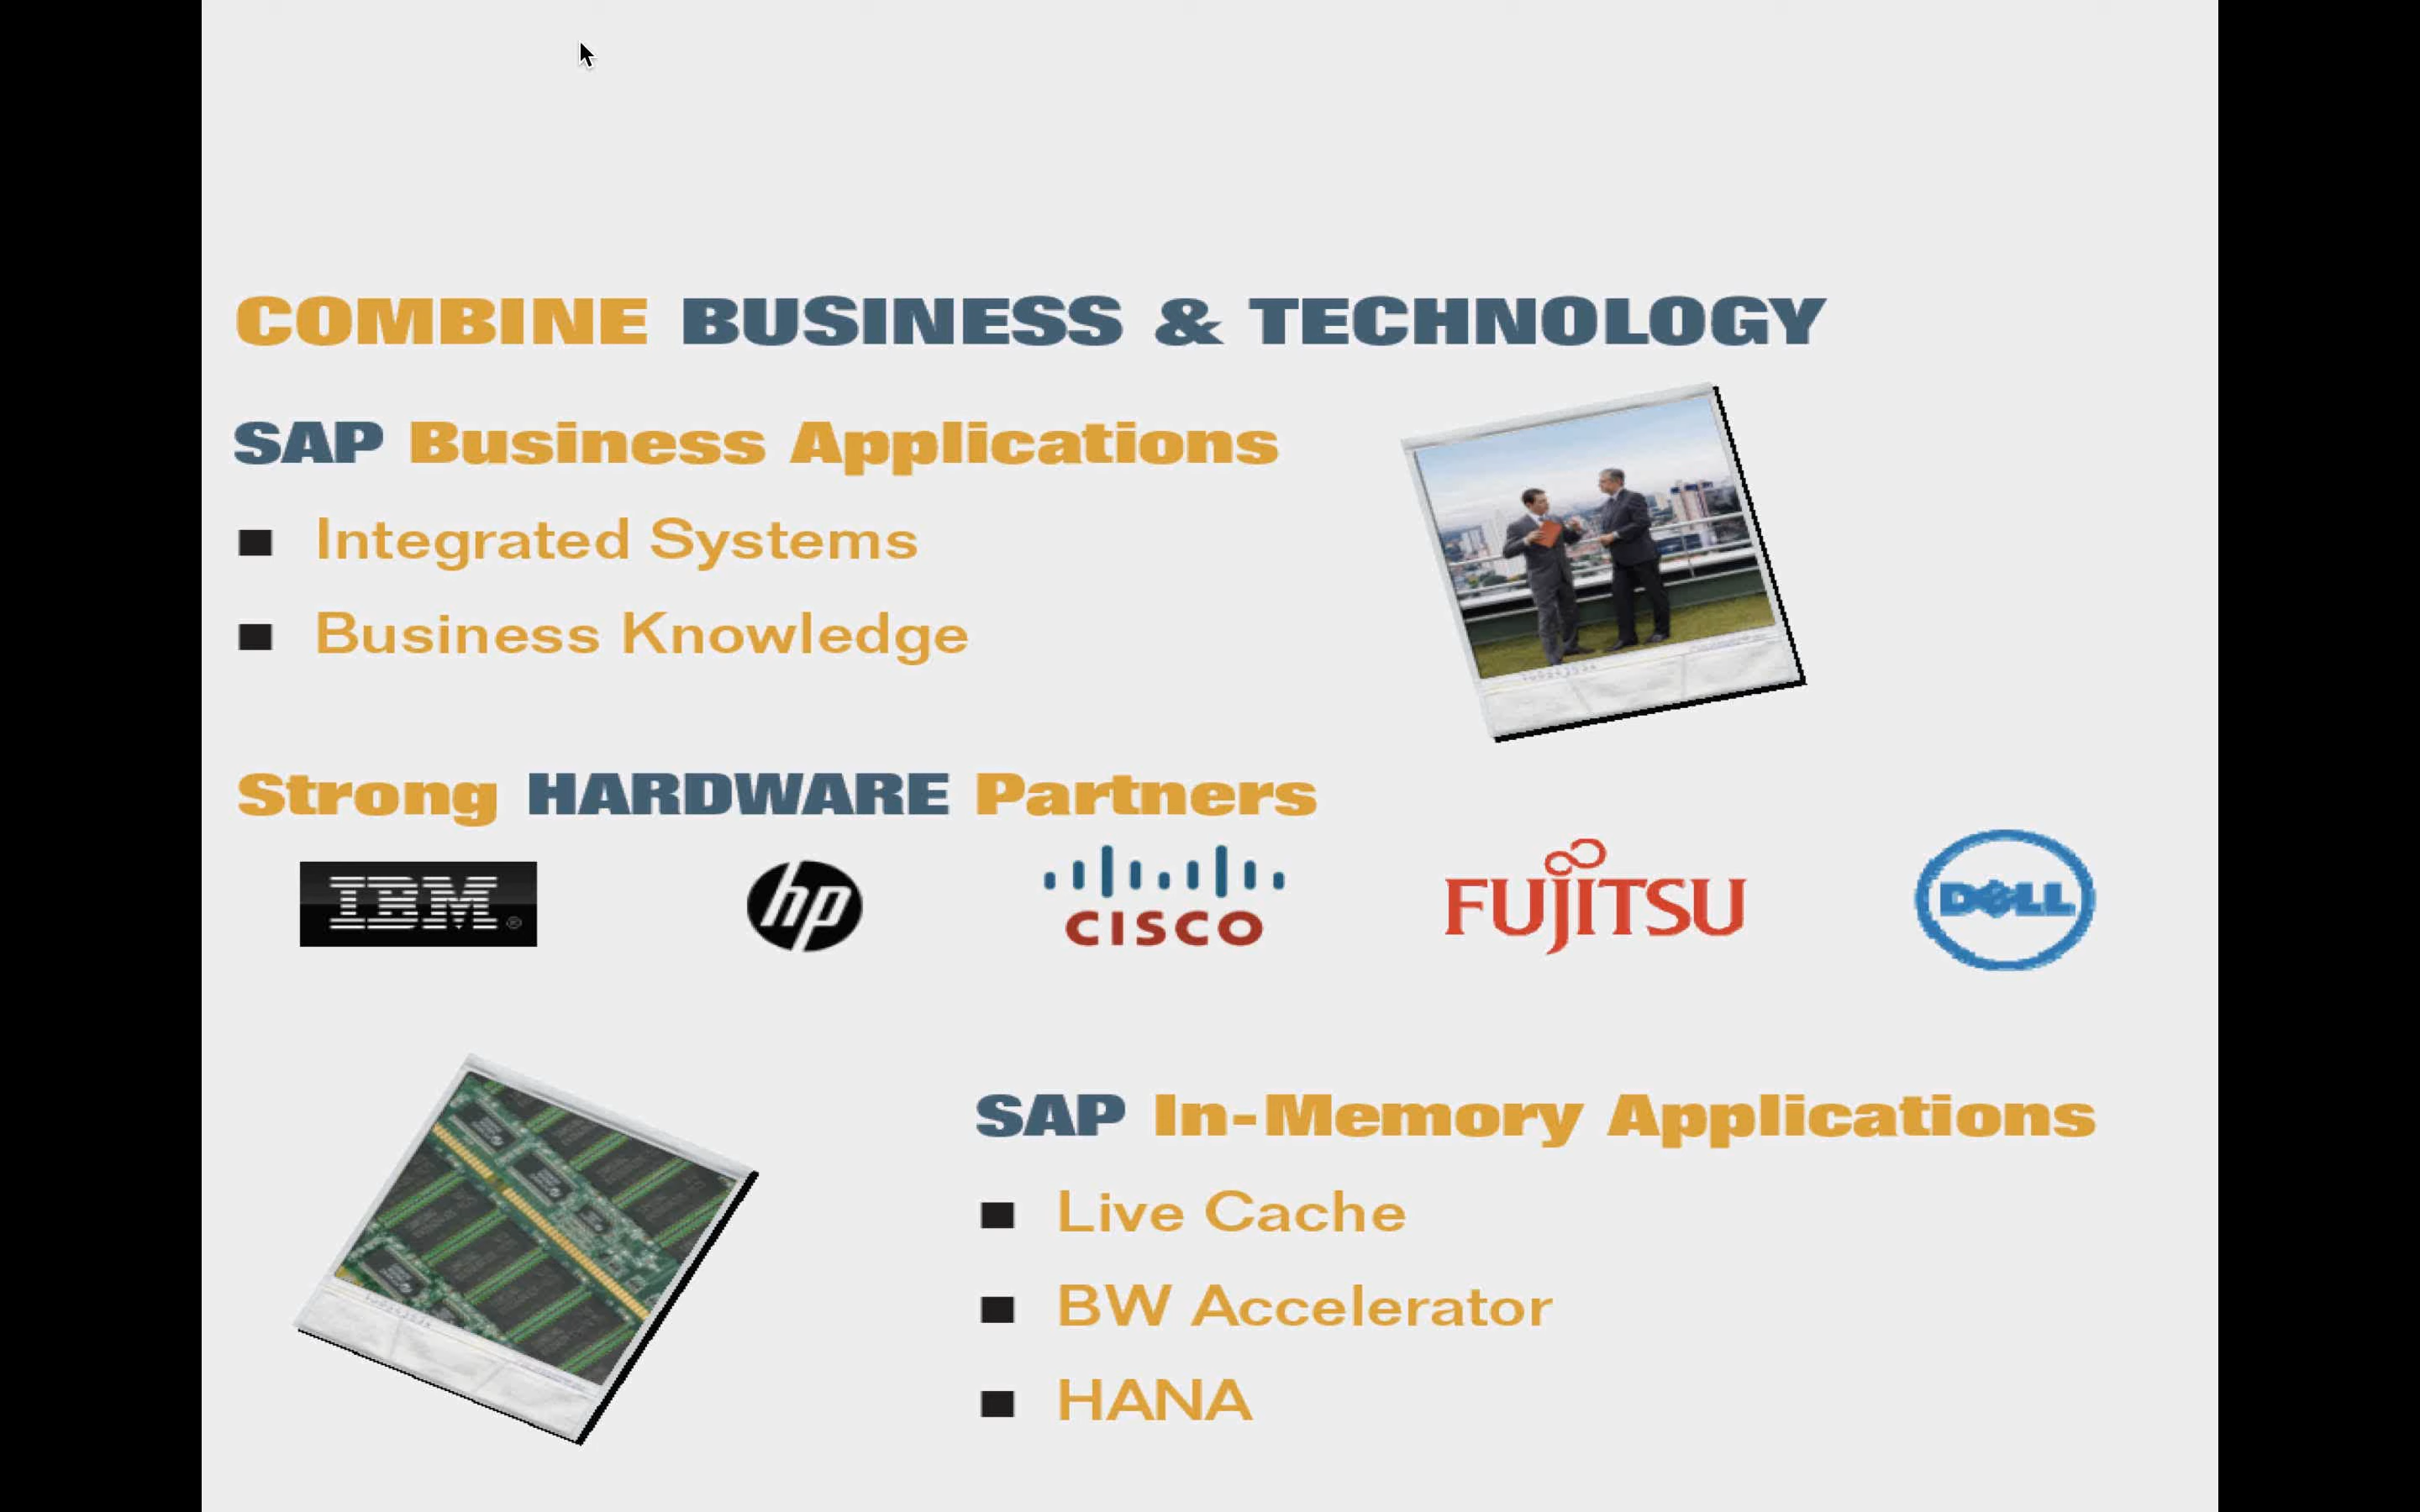 COMBINE BUSINESS & TECHNOLOGY
SAP Business Applications
Integrated Systems
Business Knowledge
Strong HARDWARE Partners
IBM®
hp
CISCO
FUJITSU
DELL
SAP In-Memory Applications
Live Cache
BW Accelerator
HANA